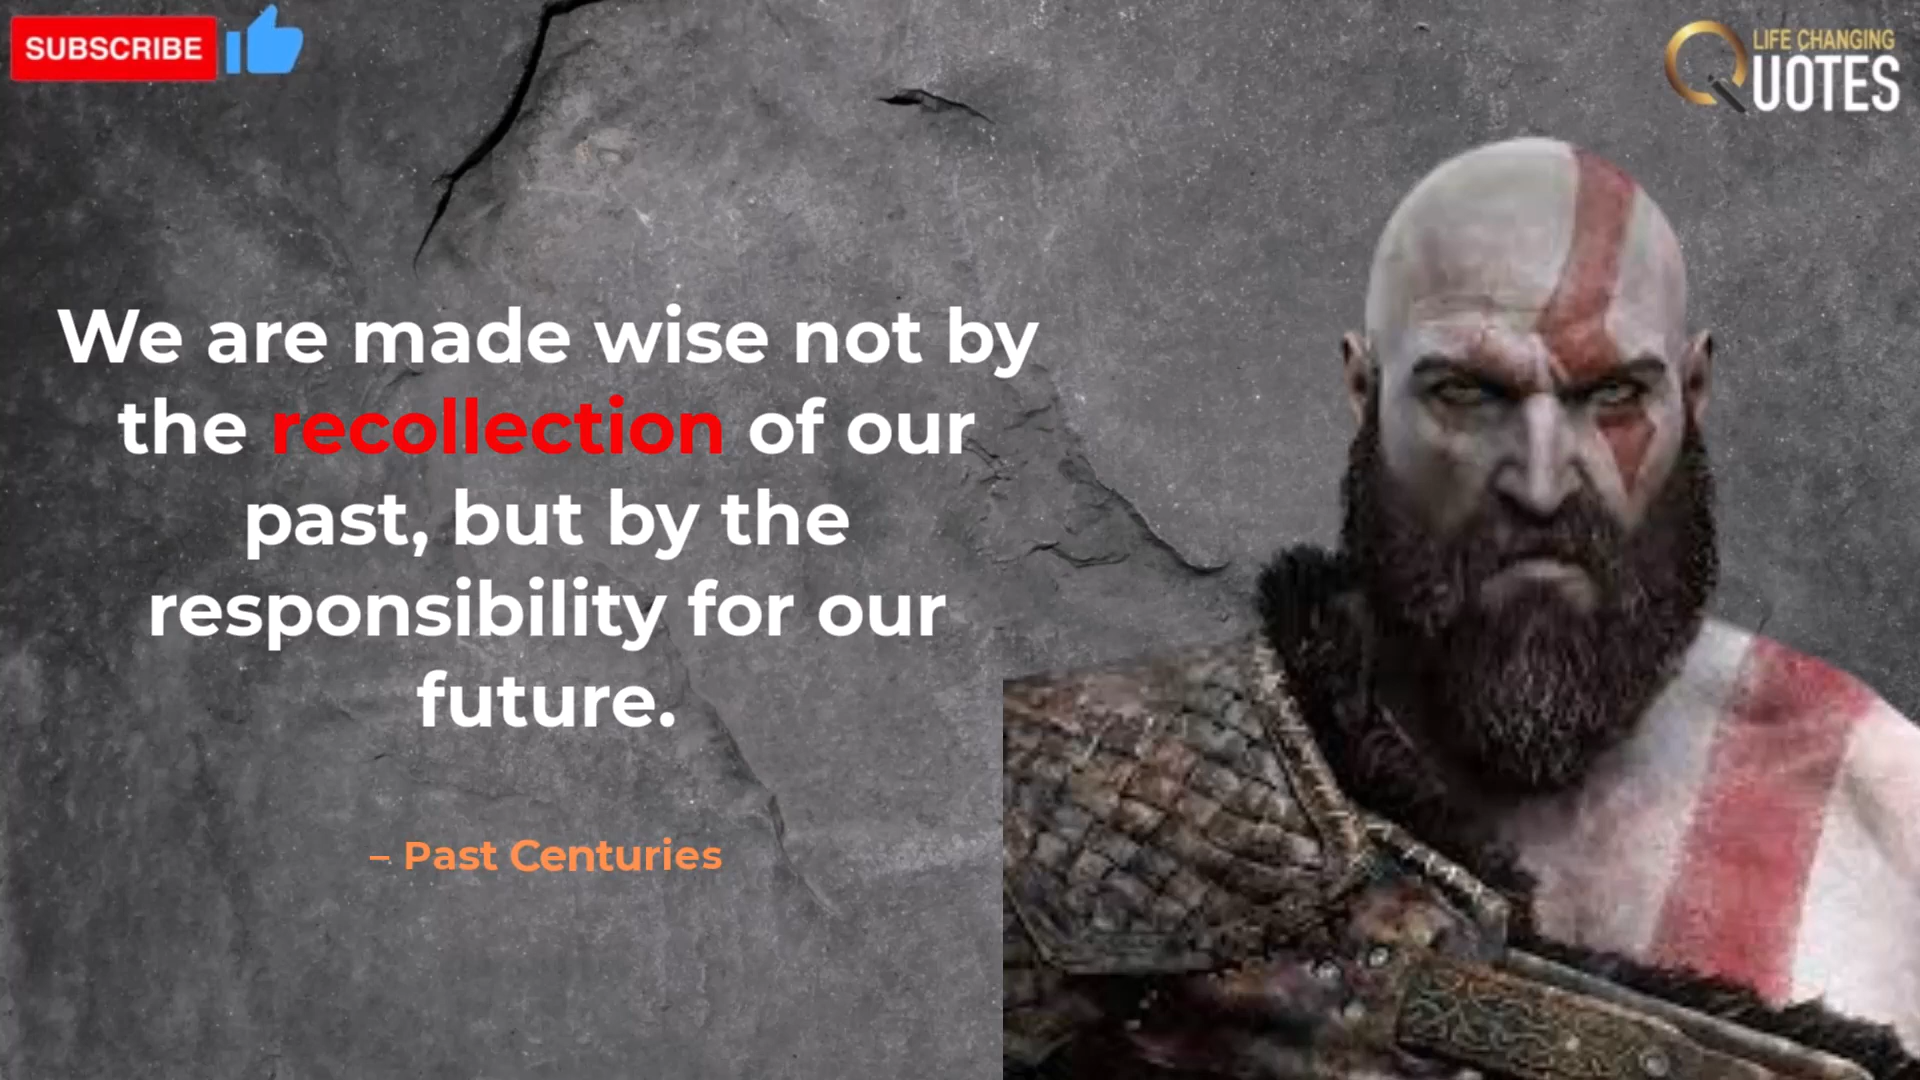 SUBSCRIBE
LIFE CHANGING
QUOTES
We are made wise not by
the recollection of our
past, but by the
responsibility for our
future.
– Past Centuries